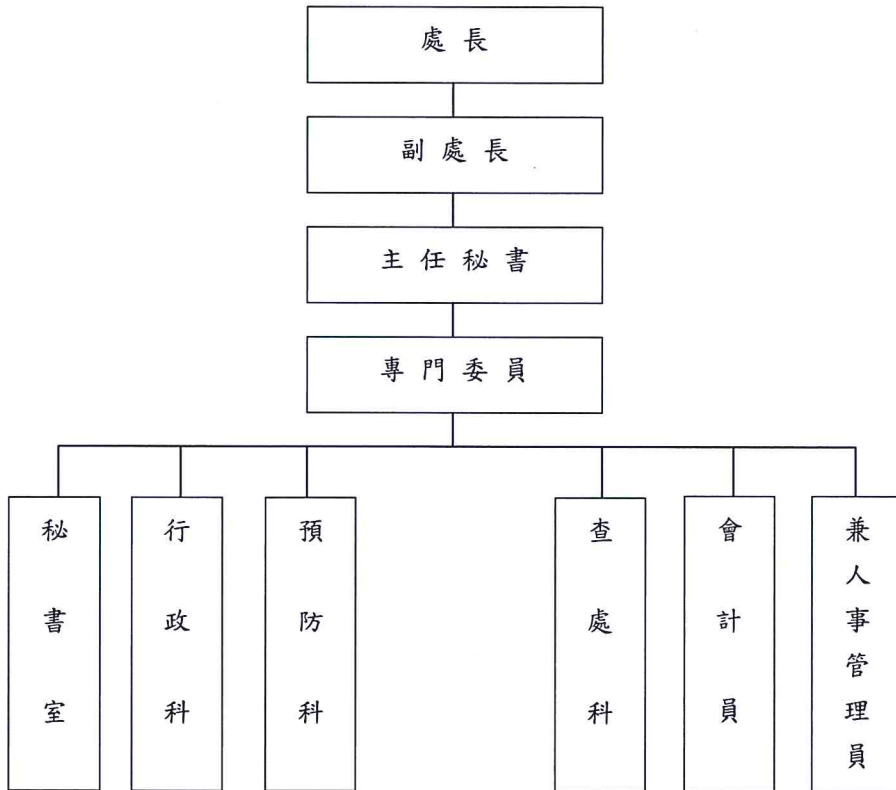 處長
副處長
主任秘書
專門委員
秘書室
行政科
預防科
查處科
會計員
兼人事管理員